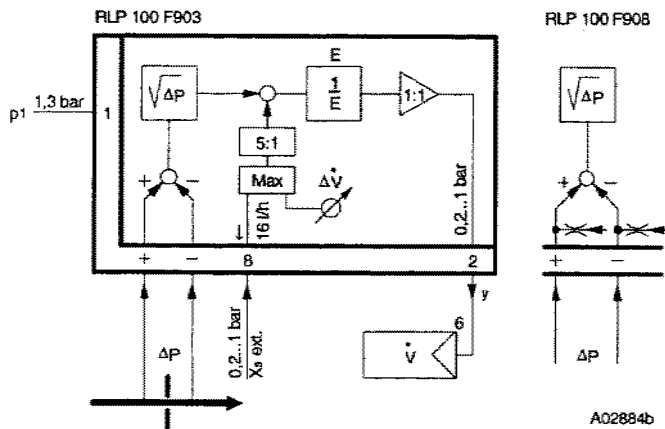 RLP 100 F903
RLP 100 F908
E
√ΔP
1/E
1:1
√ΔP
p1 1,3 bar
1
5:1
+ −
Max
ΔV̇
+ −
16 l/h
0,2...1 bar
+ − 8 2
+ −
y
6
ΔP
0,2...1 bar
Xs ext.
V̇
ΔP
A02884b